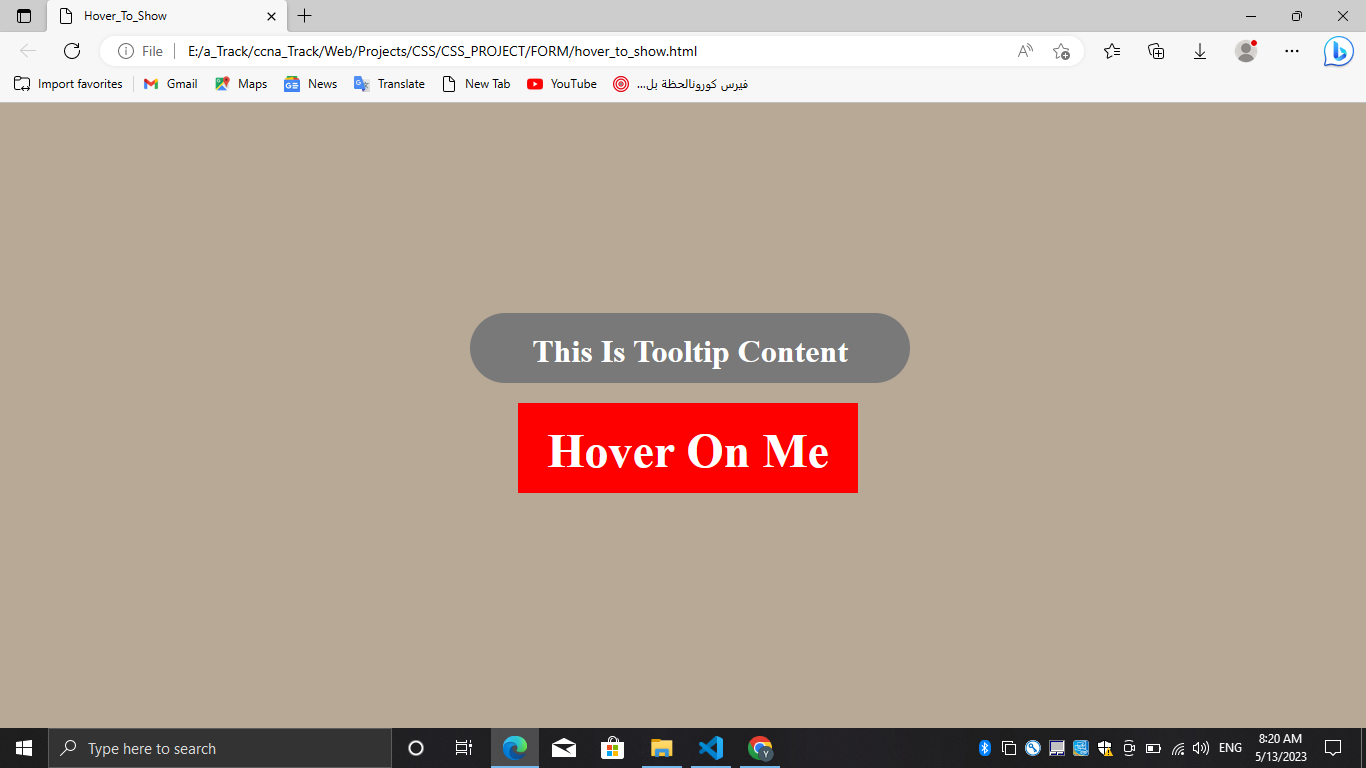 Hover_To_Show
File
E:/a_Track/ccna_Track/Web/Projects/CSS/CSS_PROJECT/FORM/hover_to_show.html
Import favorites
Gmail
Maps
News
Translate
New Tab
YouTube
فيرس كورونالحظة بل...
This Is Tooltip Content
Hover On Me
Type here to search
ENG
8:20 AM
5/13/2023